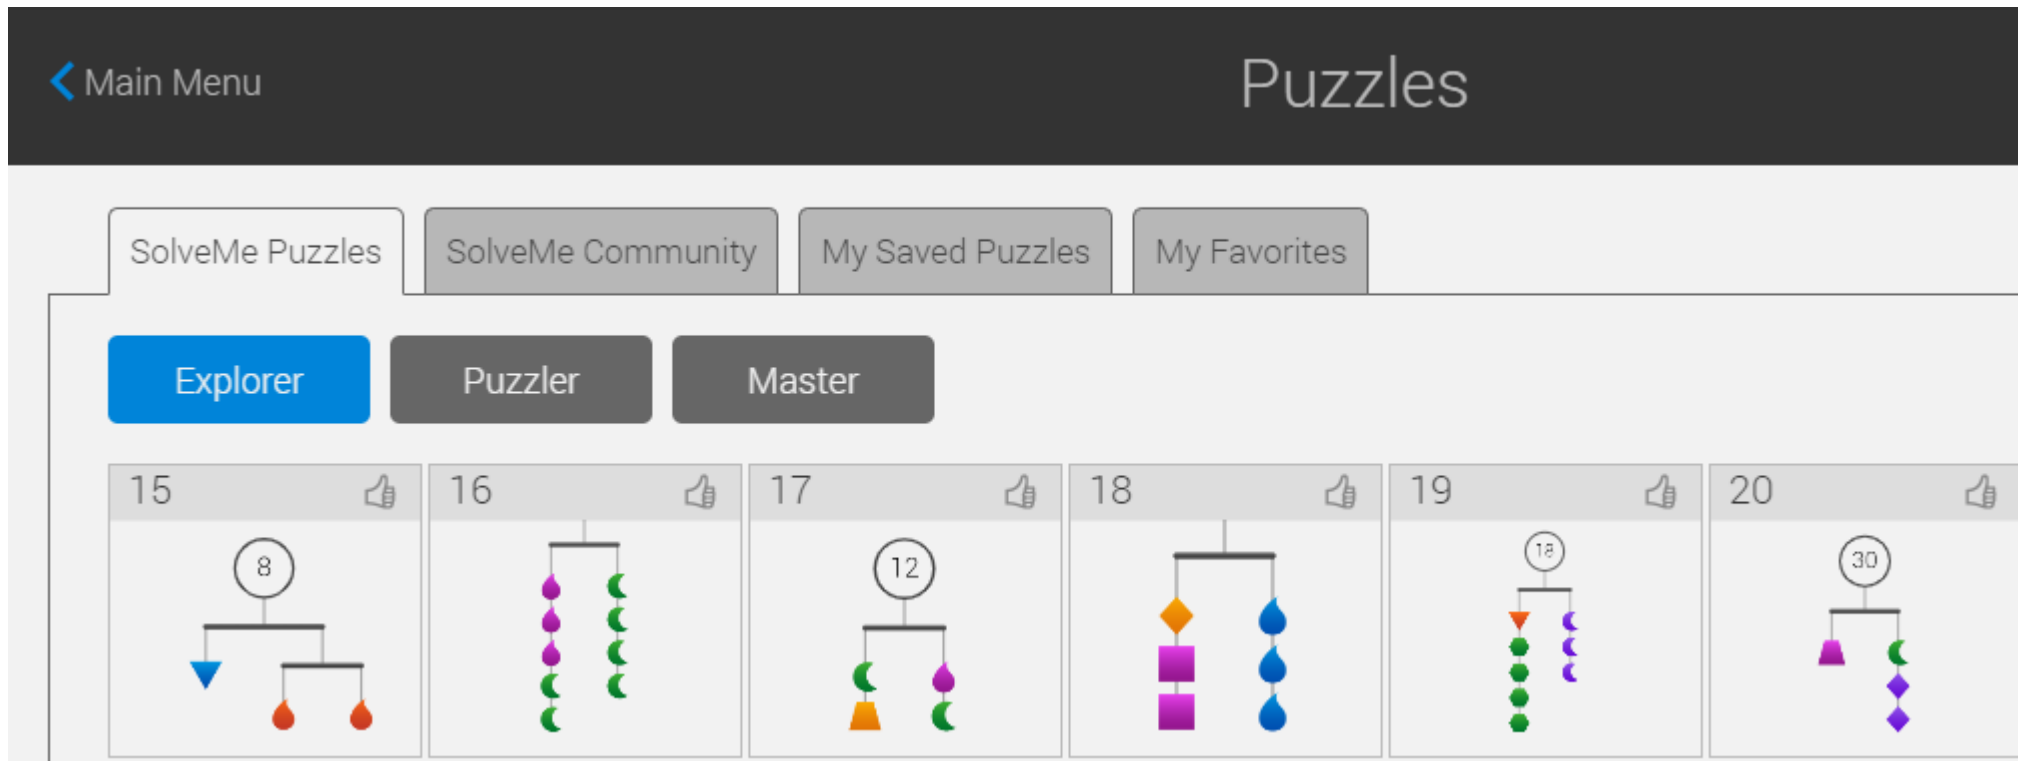 Main Menu
Puzzles
SolveMe Puzzles
SolveMe Community
My Saved Puzzles
My Favorites
Explorer
Puzzler
Master
15
16
17
18
19
20
8
12
18
30